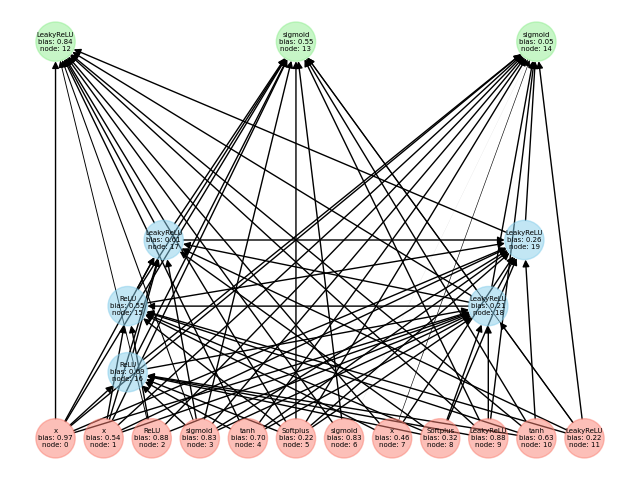 LeakyReLU
bias: 0.84
node: 12
sigmoid
bias: 0.55
node: 13
sigmoid
bias: 0.05
node: 14
LeakyReLU
bias:
node: 17
LeakyReLU
bias: 0.26
node: 19
ReLU
bias: 0.55
node: 15
LeakyReLU
bias: 0.21
node: 18
ReLU
bias:
node: 16
x
bias: 0.97
node: 0
x
bias: 0.54
node: 1
ReLU
bias: 0.88
node: 2
sigmoid
bias: 0.83
node: 3
tanh
bias: 0.70
node: 4
Softplus
bias: 0.22
node: 5
sigmoid
bias: 0.83
node: 6
bias: 0.46
node: 7
Softplus
bias: 0.32
node: 8
LeakyReLU
bias: 0.88
node: 9
tanh
bias: 0.63
node: 10
LeakyReLU
bias: 0.22
node: 11